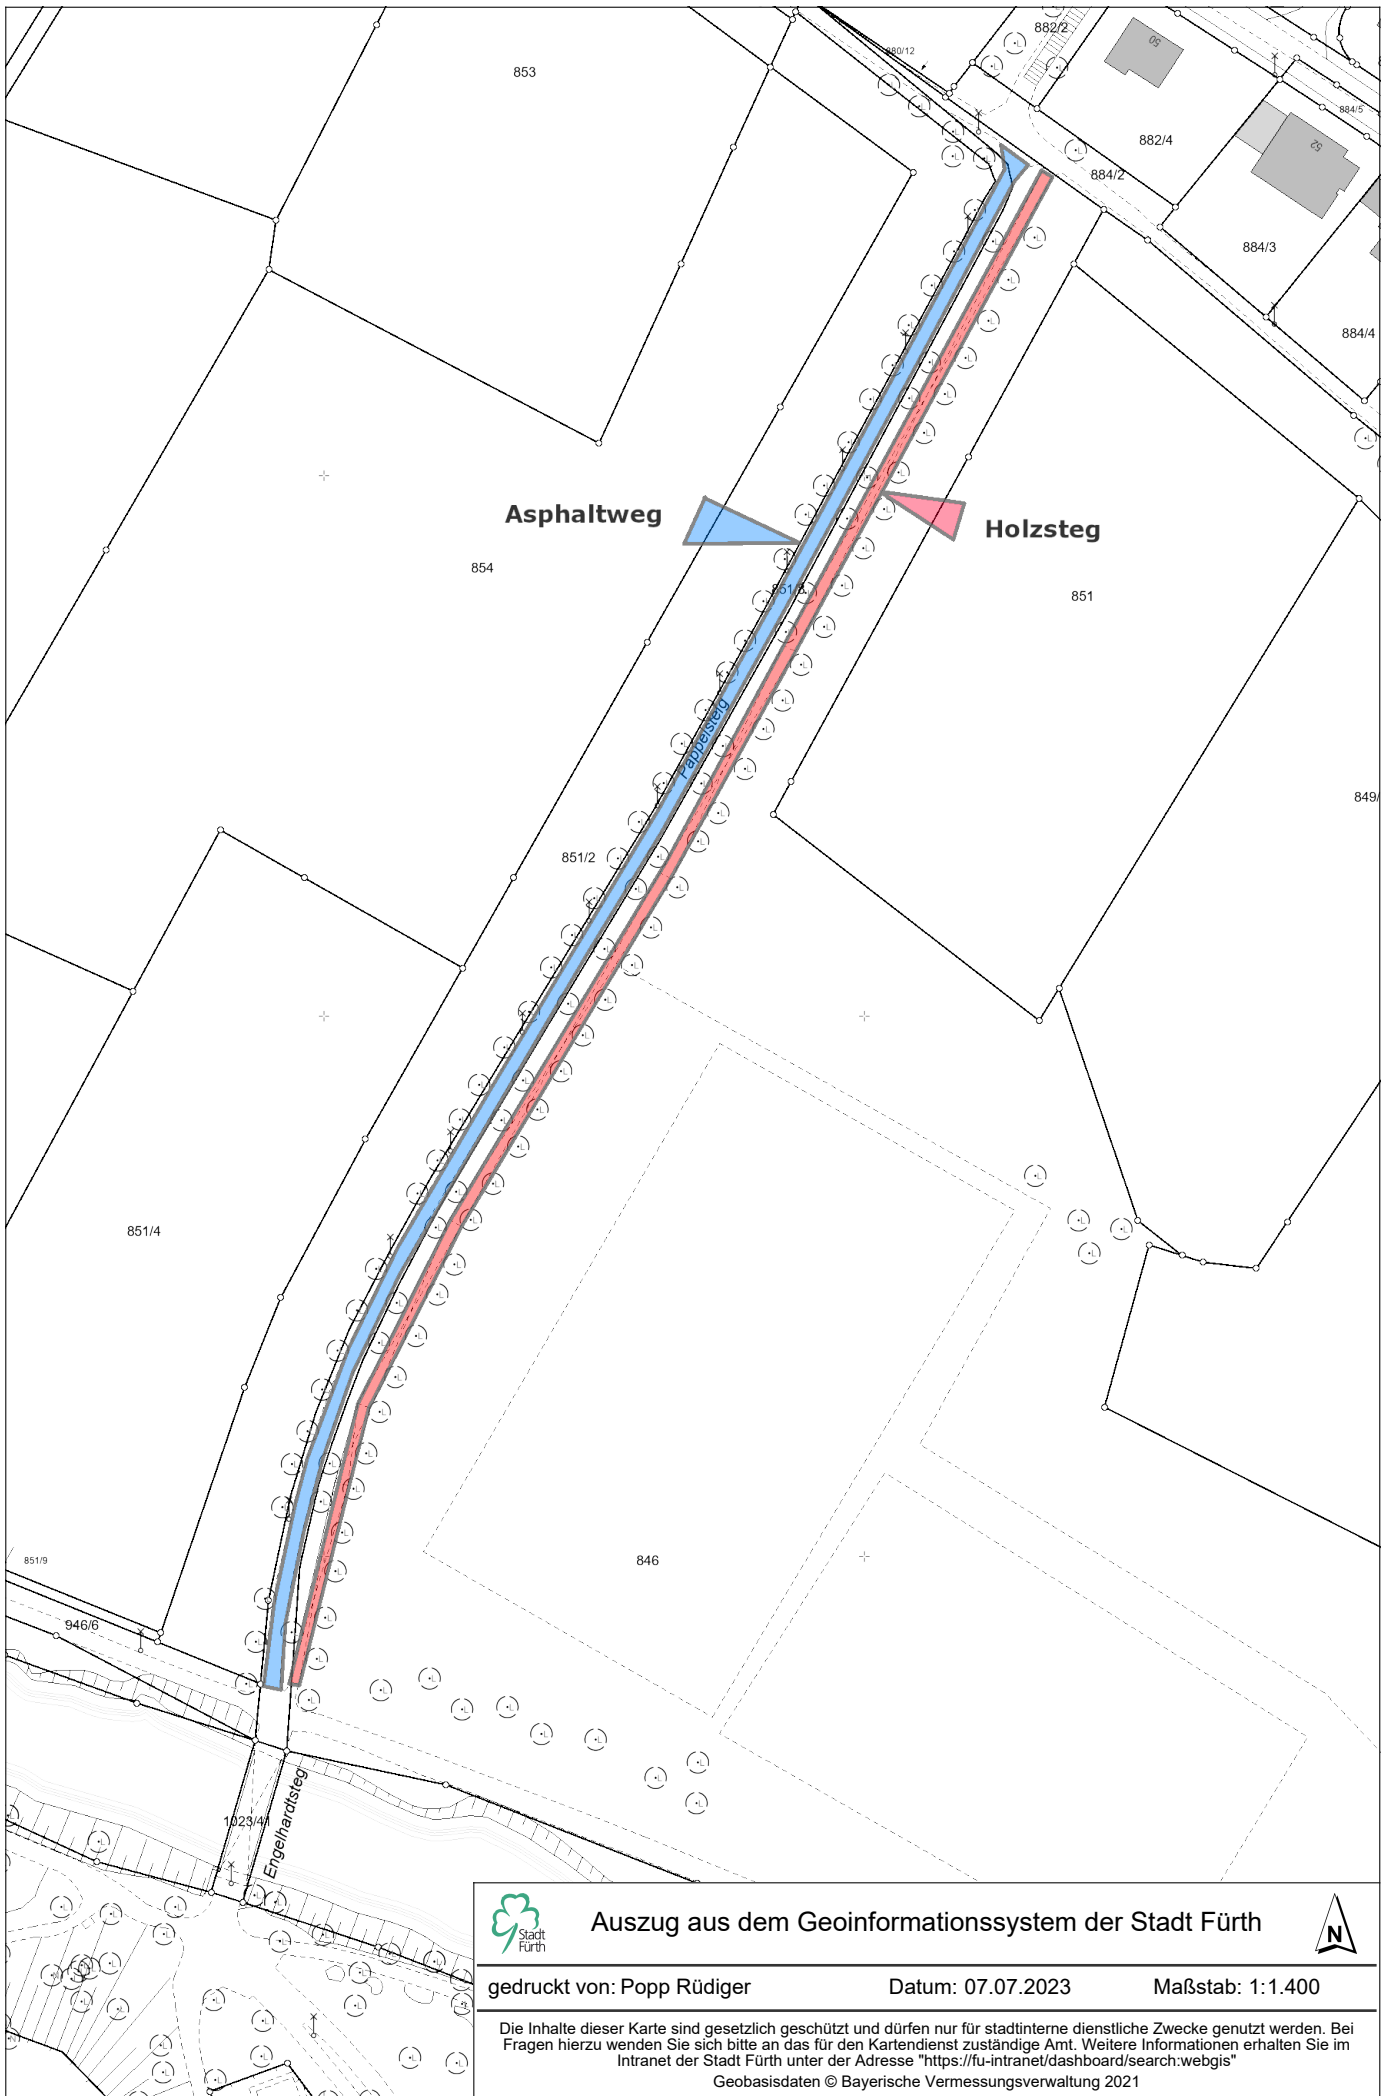 882/2
50
880/12
853
884/5
882/4
52
884/2
884/3
884/4
Asphaltweg
Holzsteg
854
851
Pappelsteig
849/
851/2
851/4
846
851/9
946/6
1023/41
Engelhardtsteg
Stadt
Fürth
Auszug aus dem Geoinformationssystem der Stadt Fürth
N
gedruckt von: Popp Rüdiger Datum: 07.07.2023 Maßstab: 1:1.400
Die Inhalte dieser Karte sind gesetzlich geschützt und dürfen nur für stadtinterne dienstliche Zwecke genutzt werden. Bei
Fragen hierzu wenden Sie sich bitte an das für den Kartendienst zuständige Amt. Weitere Informationen erhalten Sie im
Intranet der Stadt Fürth unter der Adresse "https://fu-intranet/dashboard/search:webgis"
Geobasisdaten © Bayerische Vermessungsverwaltung 2021